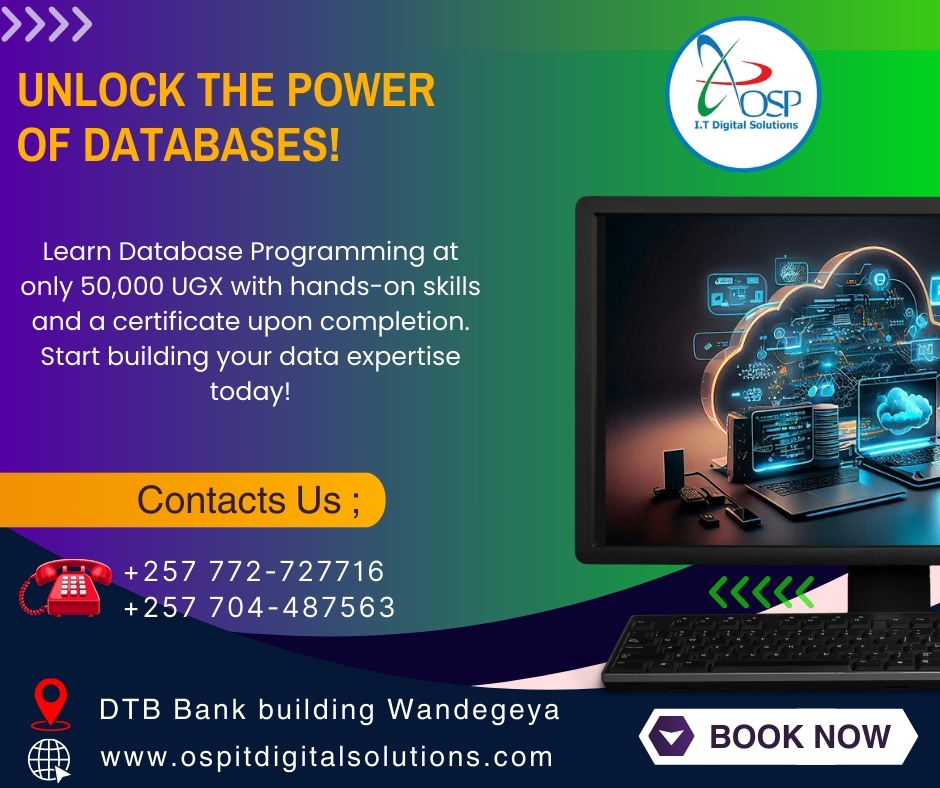 UNLOCK THE POWER
OF DATABASES!
OSP
I.T Digital Solutions
Learn Database Programming at
only 50,000 UGX with hands-on skills
and a certificate upon completion.
Start building your data expertise
today!
Contacts Us ;
+257 772-727716
+257 704-487563
DTB Bank building Wandegeya
www.ospitdigitalsolutions.com
BOOK NOW